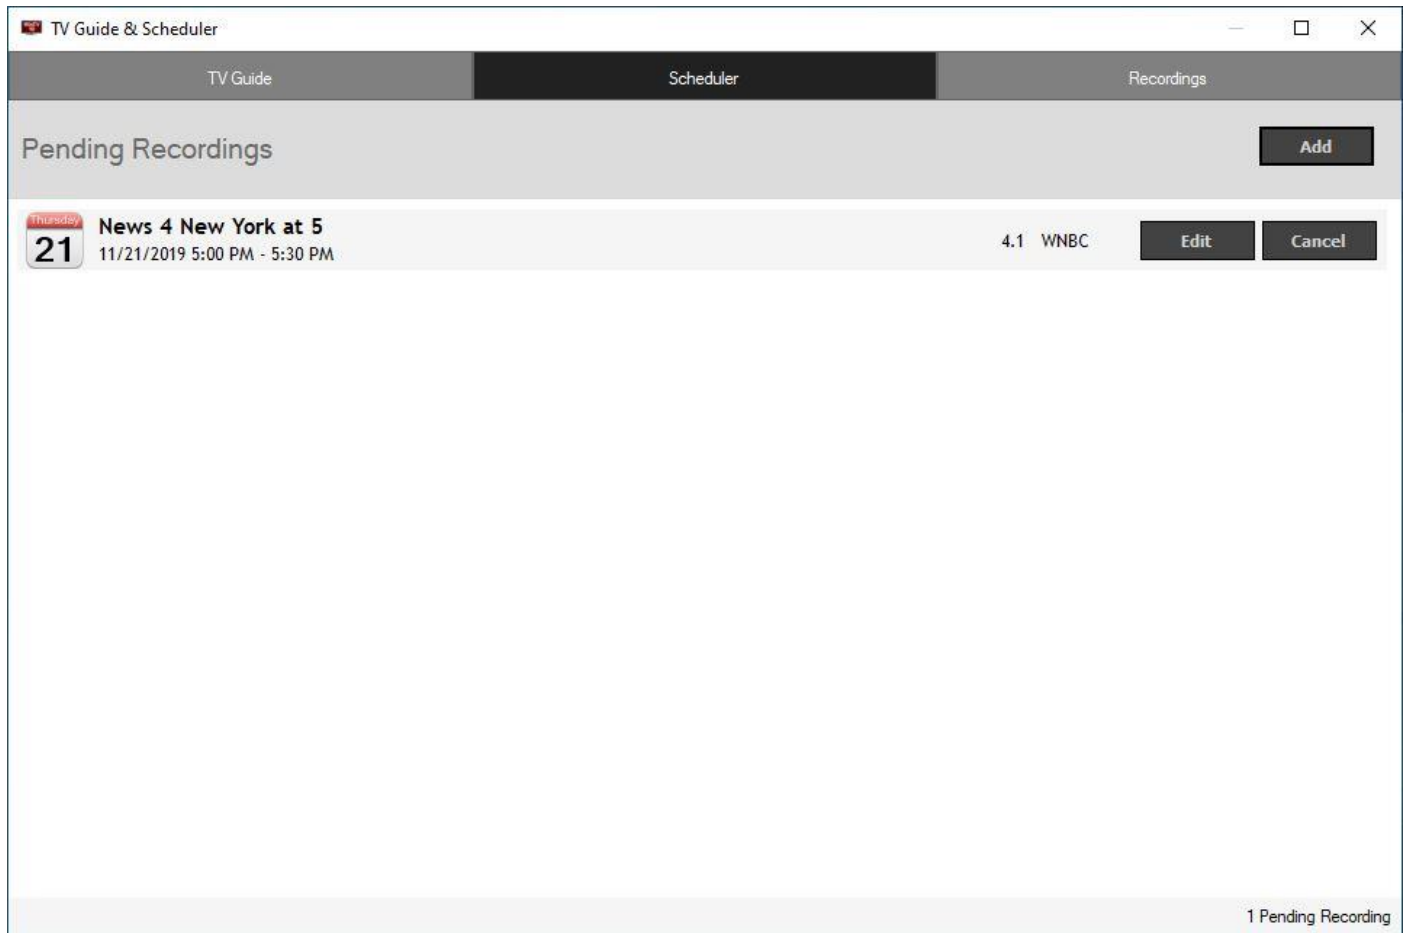 TV Guide & Scheduler
TV Guide Scheduler Recordings
Pending Recordings Add
Thursday
21
News 4 New York at 5
11/21/2019 5:00 PM - 5:30 PM
4.1 WNBC Edit Cancel
1 Pending Recording